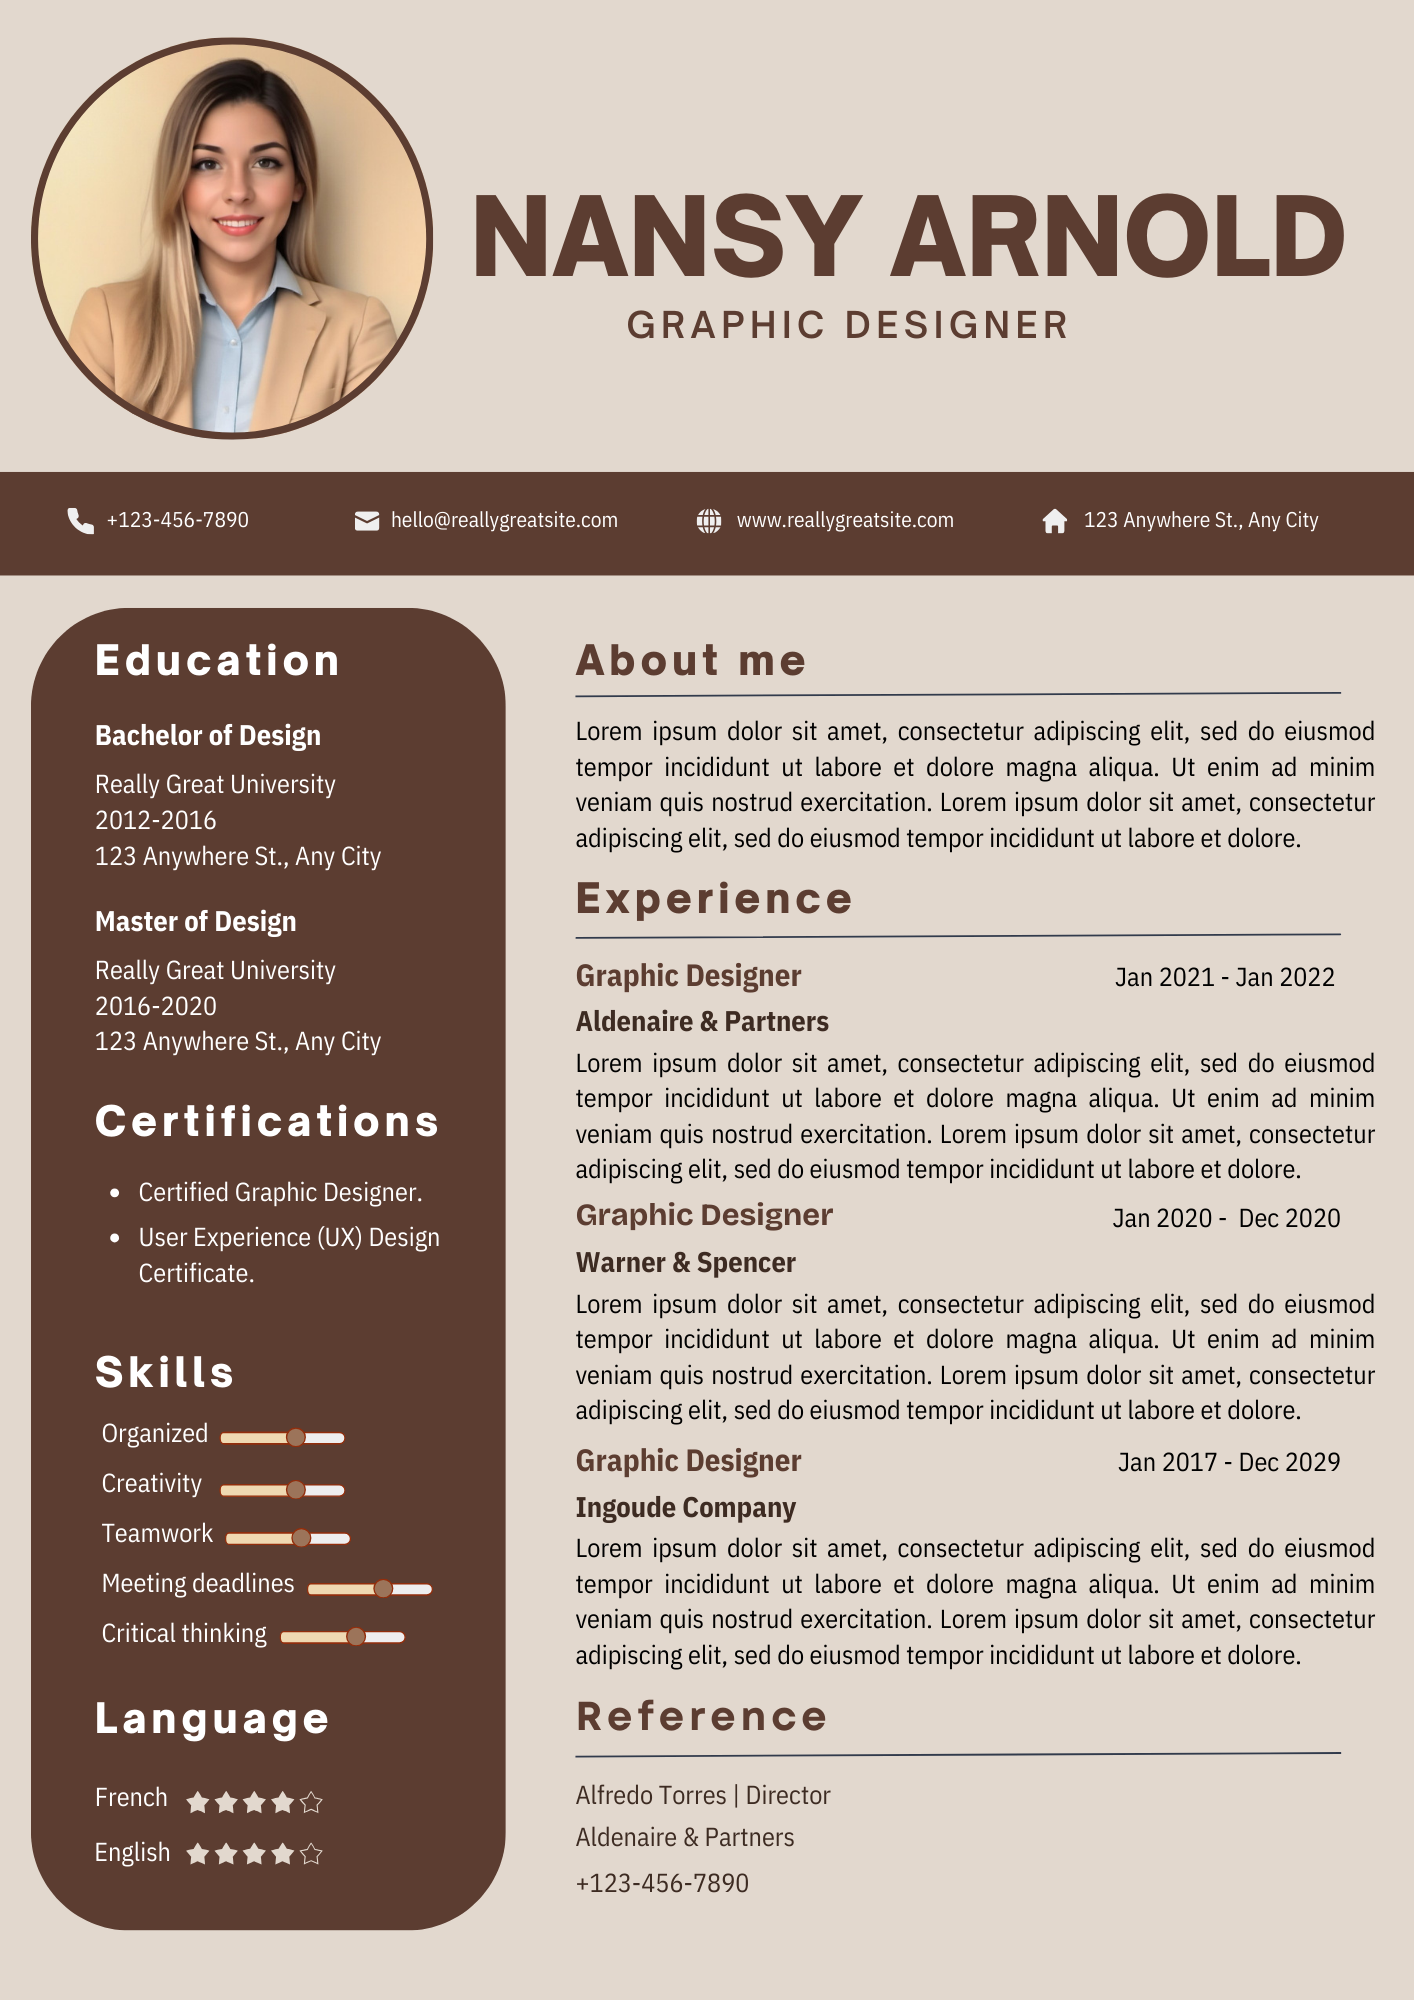 NANSY ARNOLD
GRAPHIC DESIGNER
+123-456-7890
hello@reallygreatsite.com
www.reallygreatsite.com
123 Anywhere St., Any City
Education
Bachelor of Design
Really Great University
2012-2016
123 Anywhere St., Any City
Master of Design
Really Great University
2016-2020
123 Anywhere St., Any City
Certifications
• Certified Graphic Designer.
• User Experience (UX) Design
Certificate.
Skills
Organized
Creativity
Teamwork
Meeting deadlines
Critical thinking
Language
French
English
About me
Lorem ipsum dolor sit amet, consectetur adipiscing elit, sed do eiusmod
tempor incididunt ut labore et dolore magna aliqua. Ut enim ad minim
veniam quis nostrud exercitation. Lorem ipsum dolor sit amet, consectetur
adipiscing elit, sed do eiusmod tempor incididunt ut labore et dolore.
Experience
Graphic Designer
Jan 2021 - Jan 2022
Aldenaire & Partners
Lorem ipsum dolor sit amet, consectetur adipiscing elit, sed do eiusmod
tempor incididunt ut labore et dolore magna aliqua. Ut enim ad minim
veniam quis nostrud exercitation. Lorem ipsum dolor sit amet, consectetur
adipiscing elit, sed do eiusmod tempor incididunt ut labore et dolore.
Graphic Designer
Jan 2020 - Dec 2020
Warner & Spencer
Lorem ipsum dolor sit amet, consectetur adipiscing elit, sed do eiusmod
tempor incididunt ut labore et dolore magna aliqua. Ut enim ad minim
veniam quis nostrud exercitation. Lorem ipsum dolor sit amet, consectetur
adipiscing elit, sed do eiusmod tempor incididunt ut labore et dolore.
Graphic Designer
Jan 2017 - Dec 2029
Ingoude Company
Lorem ipsum dolor sit amet, consectetur adipiscing elit, sed do eiusmod
tempor incididunt ut labore et dolore magna aliqua. Ut enim ad minim
veniam quis nostrud exercitation. Lorem ipsum dolor sit amet, consectetur
adipiscing elit, sed do eiusmod tempor incididunt ut labore et dolore.
Reference
Alfredo Torres | Director
Aldenaire & Partners
+123-456-7890